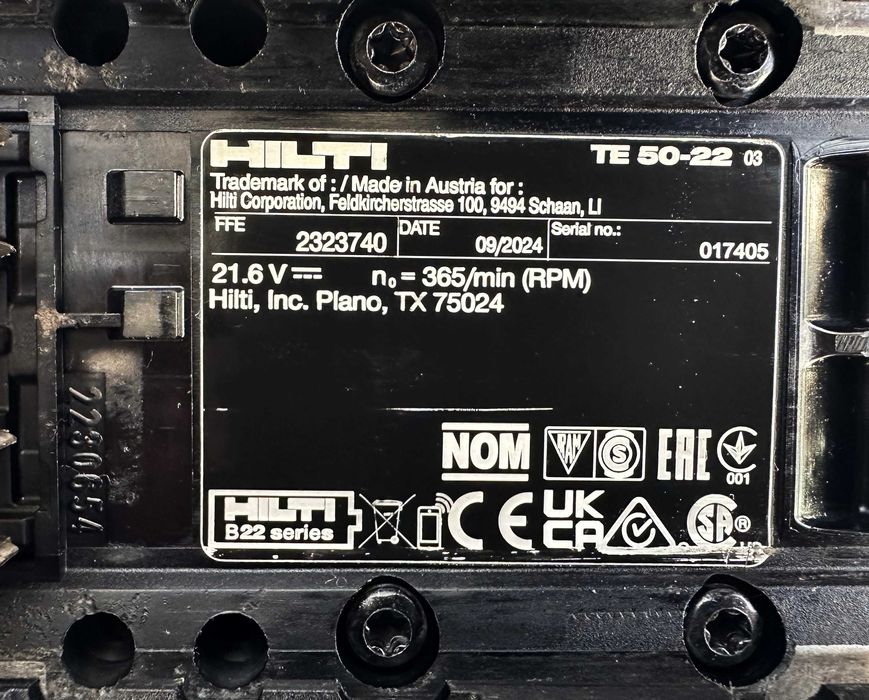 HILTI TE 50-22 03
Trademark of : / Made in Austria for :
Hilti Corporation, Feldkircherstrasse 100, 9494 Schaan, LI
FFE 2323740 DATE 09/2024 Serial no.: 017405
21.6 V n₀ = 365/min (RPM)
Hilti, Inc. Plano, TX 75024
2280654
NOM RAM S EAC 001
HILTI
B22 series
CE UK
CA SA ®